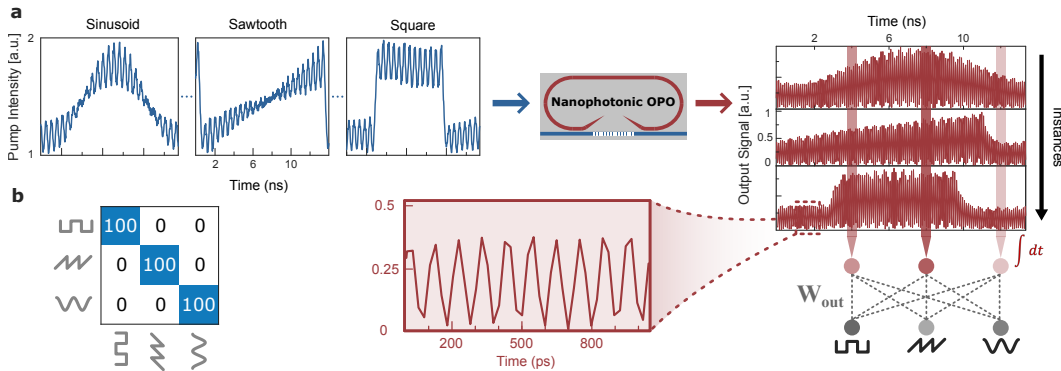 a
Sinusoid
Sawtooth
Square
Pump Intensity [a.u.]
2
1
...
...
2
6
10
Time (ns)
Nanophotonic OPO
Time (ns)
2
6
10
Output Signal [a.u.]
1
0.5
0
Instances
∫ dt
W_out
b
100 0 0
0 100 0
0 0 100
0.5
0.25
0
200 500 800
Time (ps)